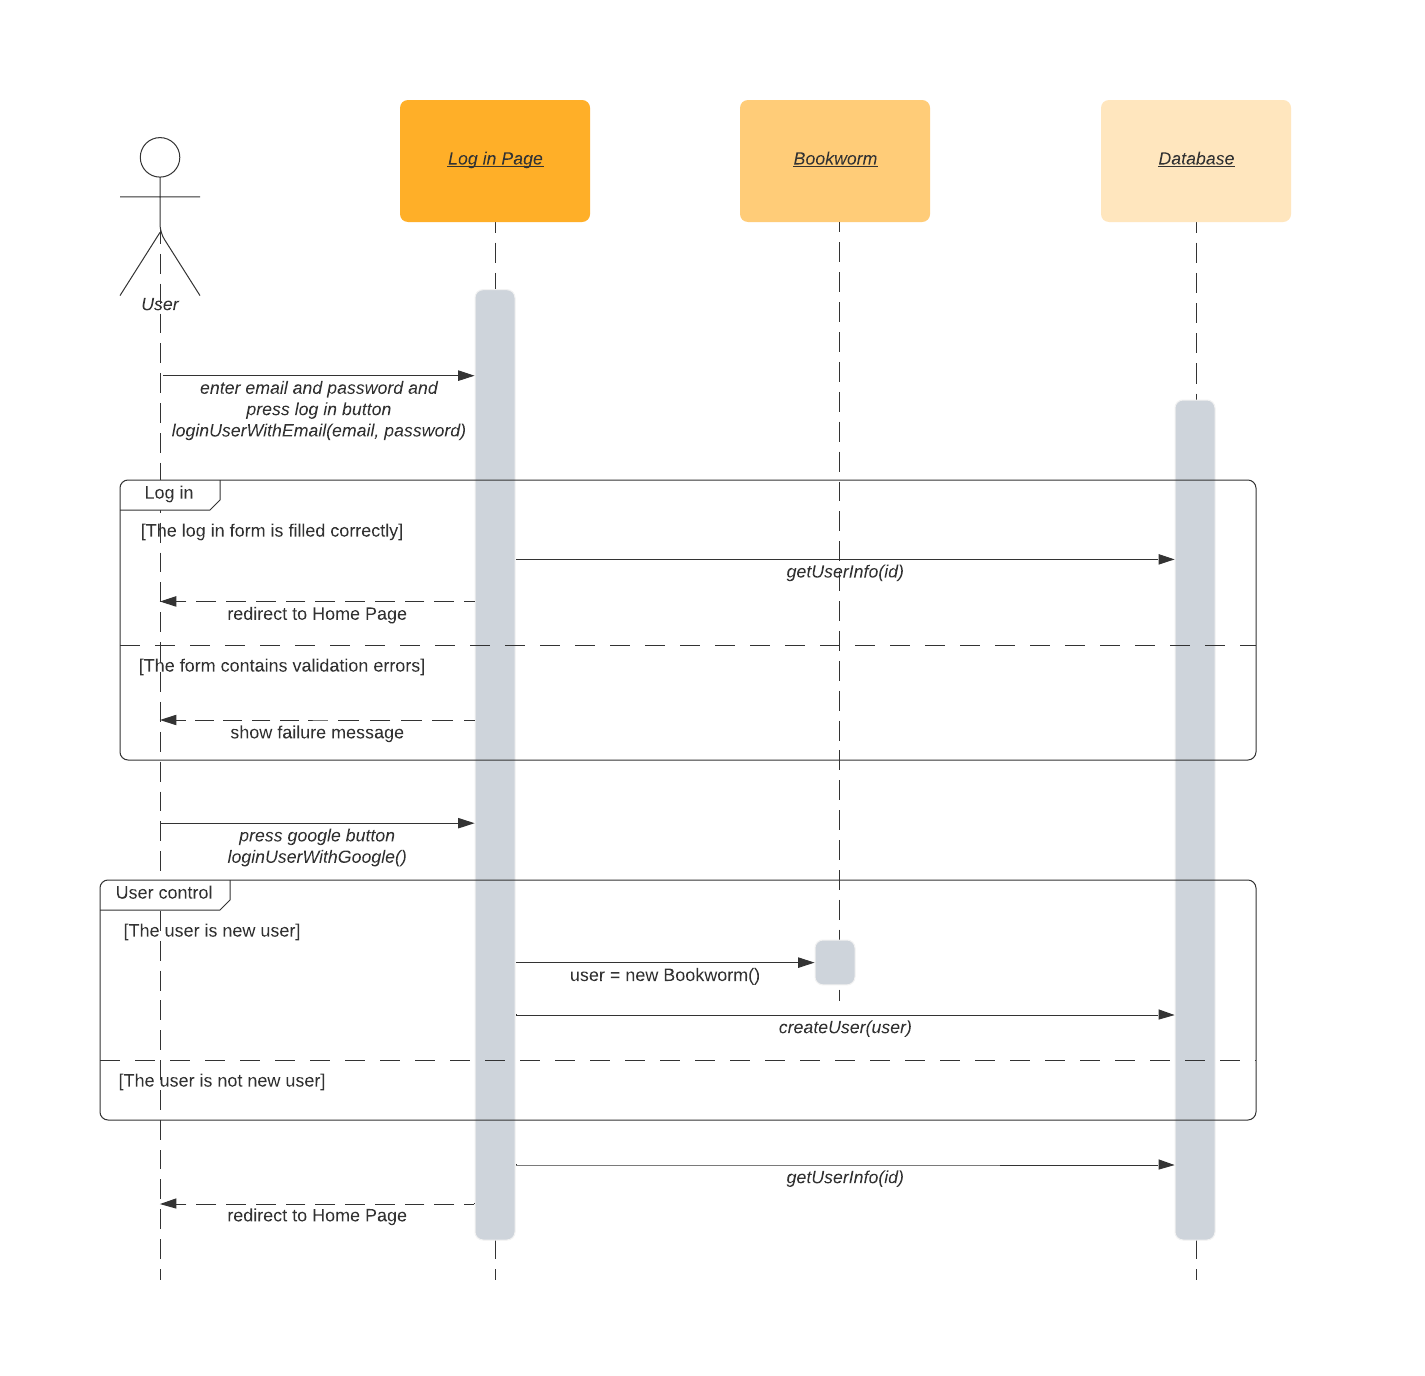 Log in Page
Bookworm
Database
User
enter email and password and
press log in button
loginUserWithEmail(email, password)
Log in
[The log in form is filled correctly]
getUserInfo(id)
redirect to Home Page
[The form contains validation errors]
show failure message
press google button
loginUserWithGoogle()
User control
[The user is new user]
user = new Bookworm()
createUser(user)
[The user is not new user]
getUserInfo(id)
redirect to Home Page